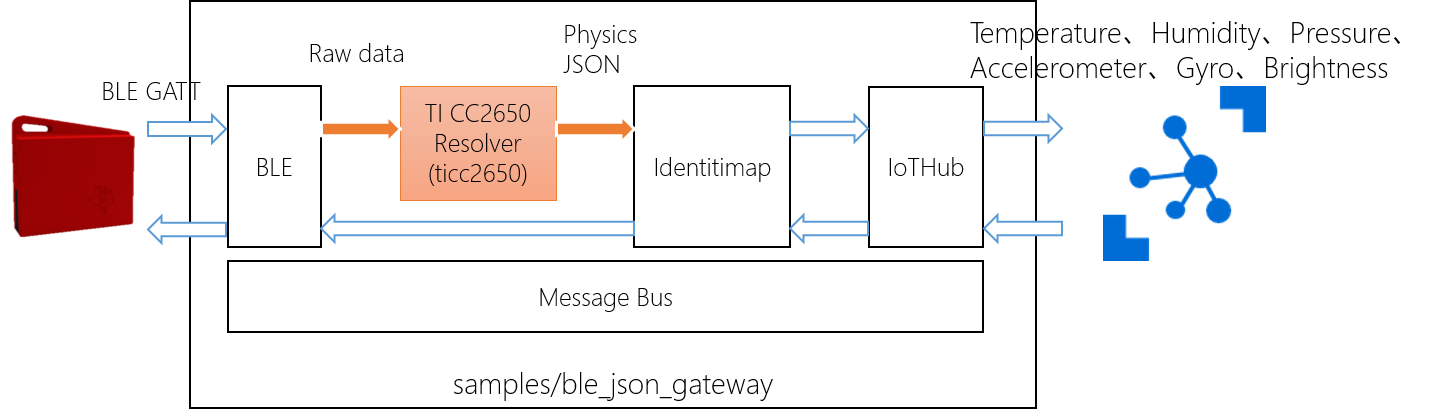 Temperature、Humidity、Pressure、
Accelerometer、Gyro、Brightness
Physics
JSON
Raw data
BLE GATT
BLE
TI CC2650
Resolver
(ticc2650)
Identitimap
IoTHub
Message Bus
samples/ble_json_gateway